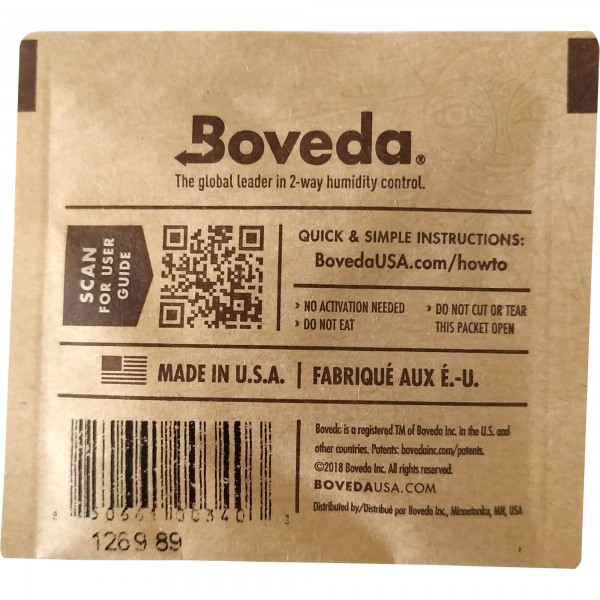 Boveda®
The global leader in 2-way humidity control.
SCAN
FOR USER
GUIDE
QUICK & SIMPLE INSTRUCTIONS:
BovedaUSA.com/howto
› NO ACTIVATION NEEDED
› DO NOT EAT
› DO NOT CUT OR TEAR
THIS PACKET OPEN
MADE IN U.S.A. | FABRIQUÉ AUX É.-U.
Boveda is a registered TM of Boveda Inc. in the U.S. and
other countries. Patents: bovedainc.com/patents.
©2018 Boveda Inc. All rights reserved.
BOVEDAUSA.COM
Distributed by/Distribué par Boveda Inc., Minnetonka, MN, USA
1269 89